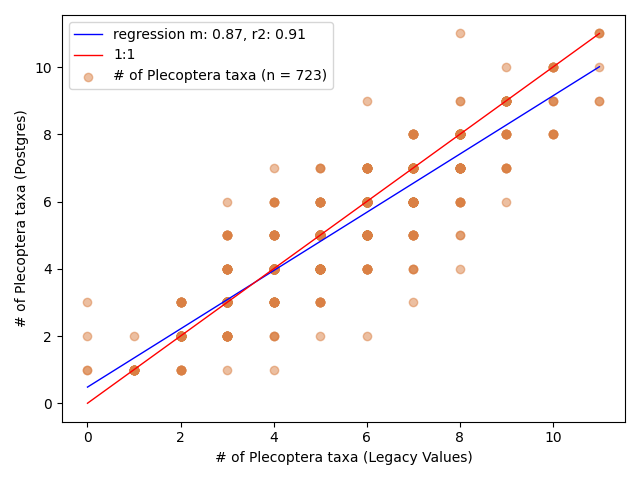 regression m: 0.87, r2: 0.91
1:1
# of Plecoptera taxa (n = 723)
# of Plecoptera taxa (Postgres)
10
8
6
4
2
0
0 2 4 6 8 10
# of Plecoptera taxa (Legacy Values)